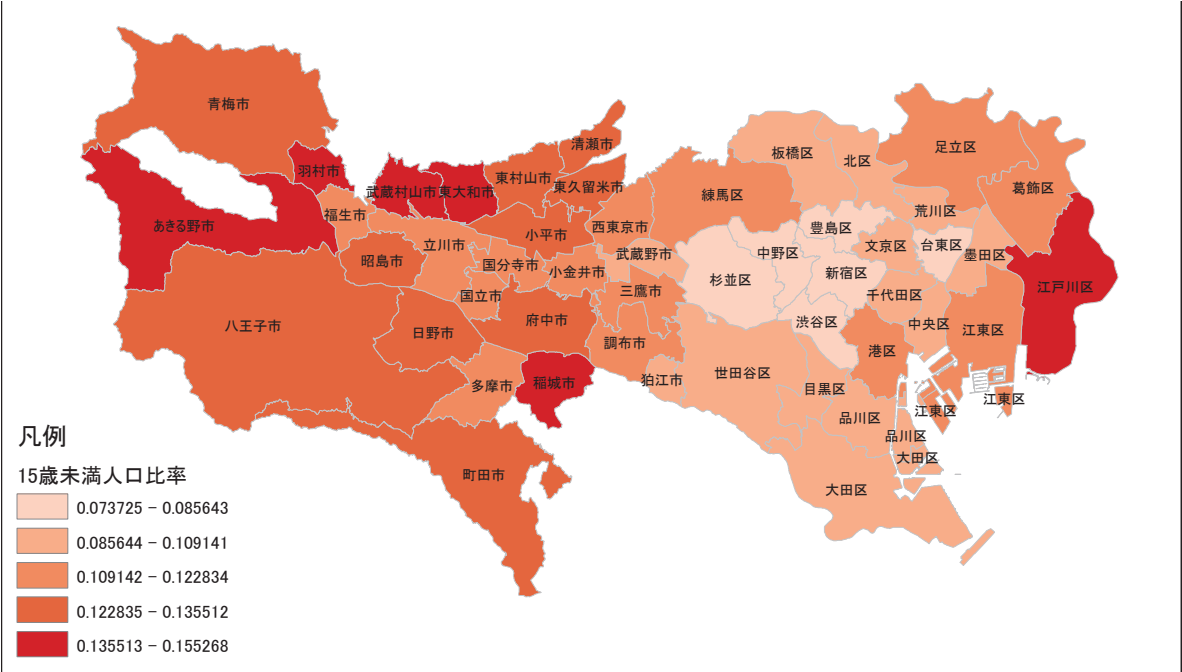 青梅市
羽村市
あきる野市
武蔵村山市
東大和市
東村山市
清瀬市
東久留米市
福生市
昭島市
立川市
小平市
西東京市
国分寺市
小金井市
武蔵野市
国立市
三鷹市
八王子市
日野市
府中市
調布市
多摩市
稲城市
狛江市
町田市
板橋区
北区
足立区
葛飾区
練馬区
荒川区
豊島区
文京区
台東区
墨田区
中野区
杉並区
新宿区
千代田区
江戸川区
渋谷区
中央区
江東区
港区
世田谷区
目黒区
品川区
江東区
江東区
品川区
大田区
大田区
凡例
15歳未満人口比率
0.073725 - 0.085643
0.085644 - 0.109141
0.109142 - 0.122834
0.122835 - 0.135512
0.135513 - 0.155268